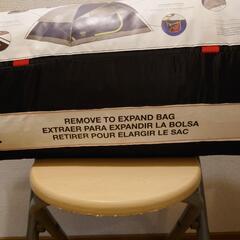 REMOVE TO EXPAND BAG
EXTRAER PARA EXPANDIR LA BOLSA
RETIRER POUR ELARGIR LE SAC